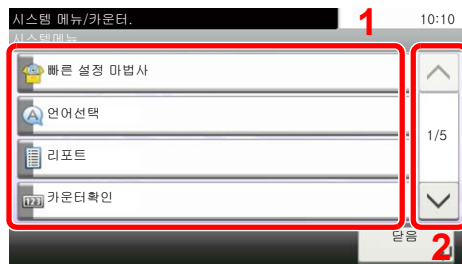 시스템 메뉴/카운터.
1
10:10
시스템메뉴
빠른 설정 마법사
언어선택
1/5
리포트
123 카운터확인
닫음
2